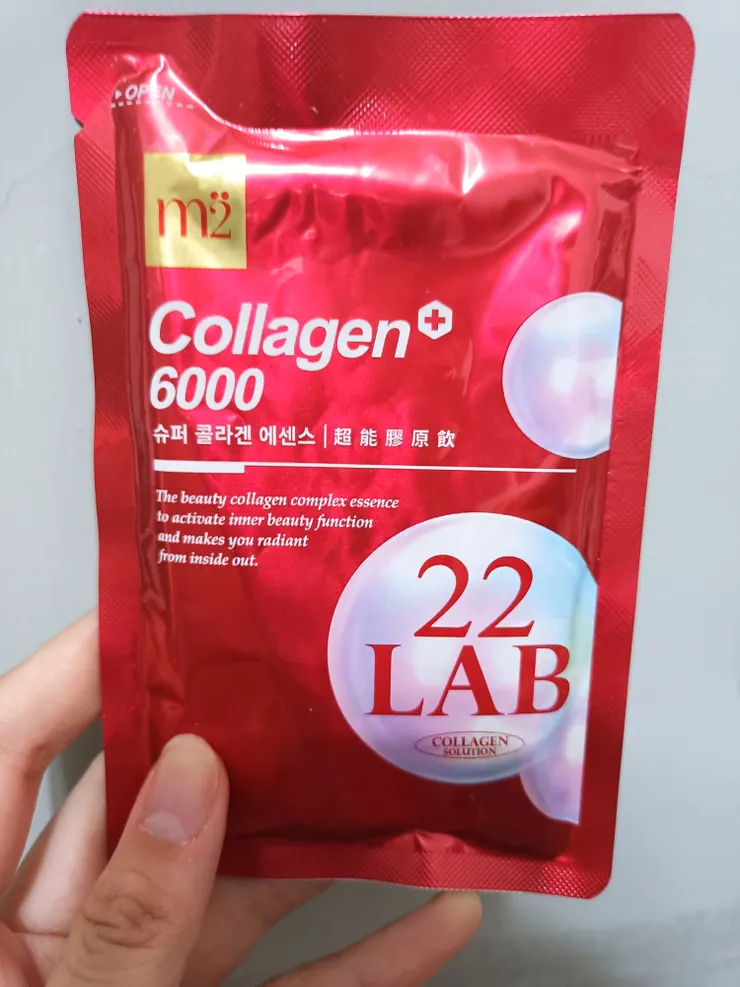 OPEN
m2
Collagen+
6000
슈퍼 콜라겐 에센스 | 超能膠原飲
The beauty collagen complex essence
to activate inner beauty function
and makes you radiant
from inside out.
22
LAB
COLLAGEN
SOLUTION